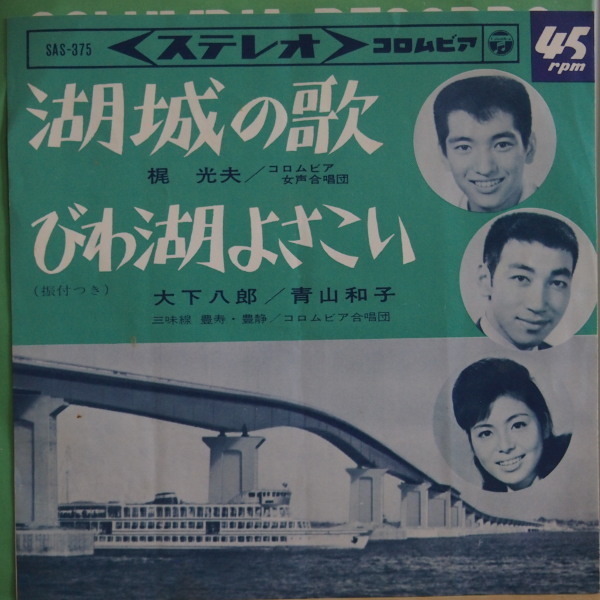 COLUMBIA RECORDS
SAS-375
<ステレオ>
コロムビア
45
rpm
湖城の歌
梶 光夫/コロムビア
女声合唱団
びわ湖よさこい
(振付つき)
大下八郎/青山和子
三味線 豊寿・豊静/コロムビア合唱団